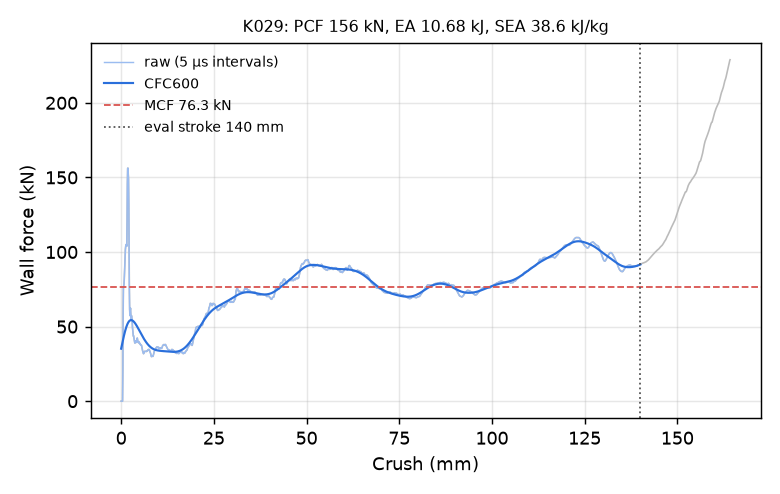 K029: PCF 156 kN, EA 10.68 kJ, SEA 38.6 kJ/kg
raw (5 µs intervals)
CFC600
MCF 76.3 kN
eval stroke 140 mm
Wall force (kN)
200
150
100
50
0
0 25 50 75 100 125 150
Crush (mm)